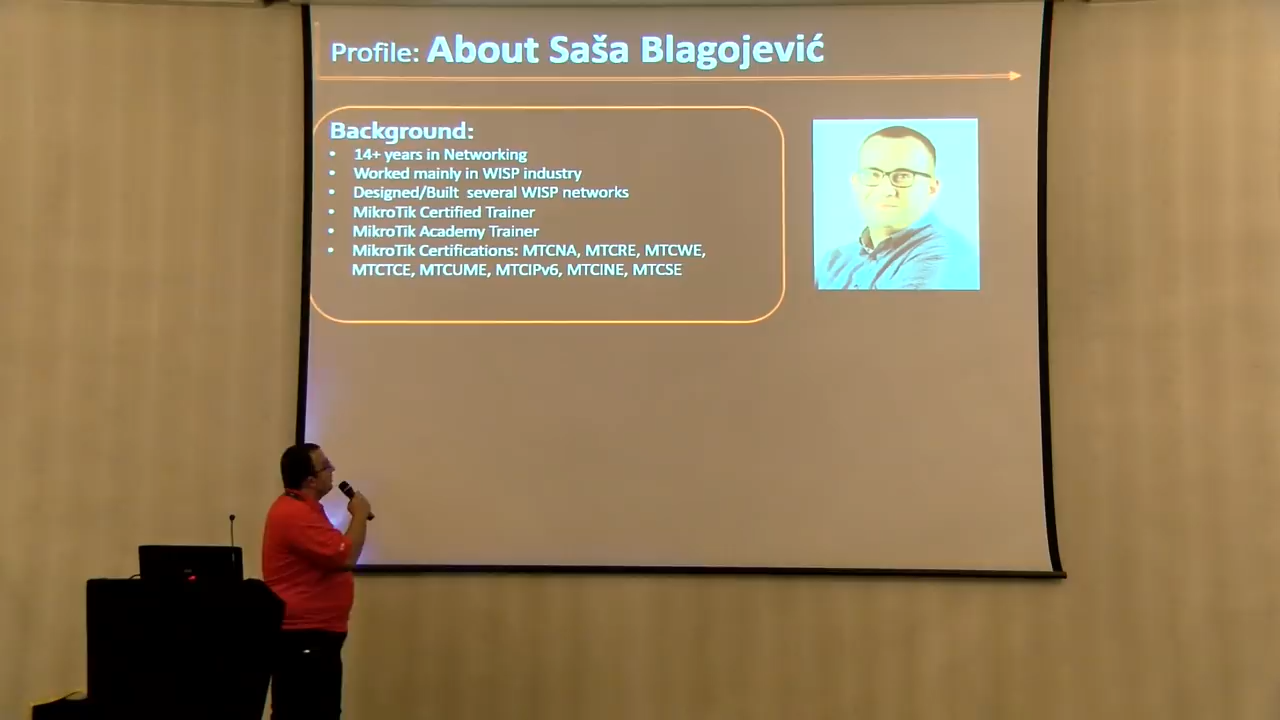 Profile: About Saša Blagojević
Background:
• 14+ years in Networking
• Worked mainly in WISP industry
• Designed/Built several WISP networks
• MikroTik Certified Trainer
• MikroTik Academy Trainer
• MikroTik Certifications: MTCNA, MTCRE, MTCWE,
MTCTCE, MTCUME, MTCIPv6, MTCINE, MTCSE